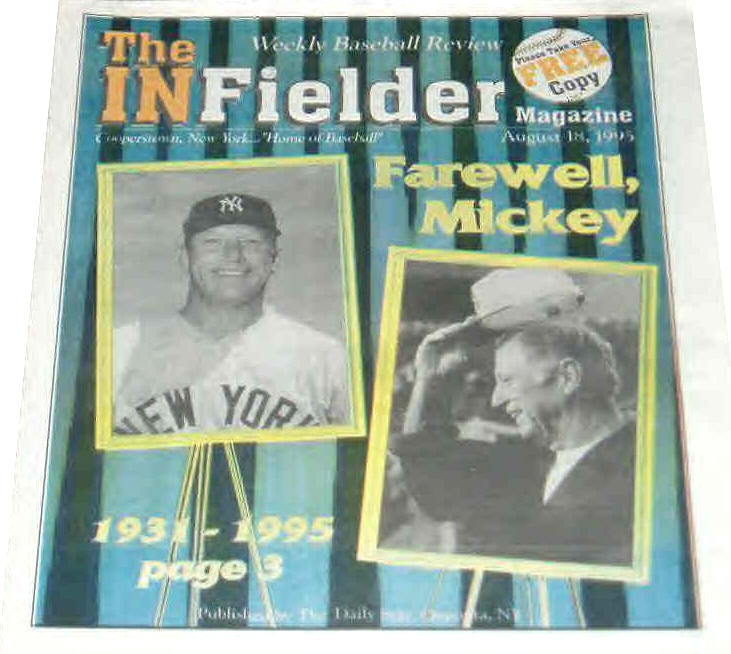 The
Weekly Baseball Review
INFielder
Please Take Your
FREE
Copy
Magazine
Cooperstown, New York..."Home of Baseball"
August 18, 1995
Farewell,
Mickey
NY
NEW YORK
1931 - 1995
page 3
Published by The Daily Star, Oneonta, NY